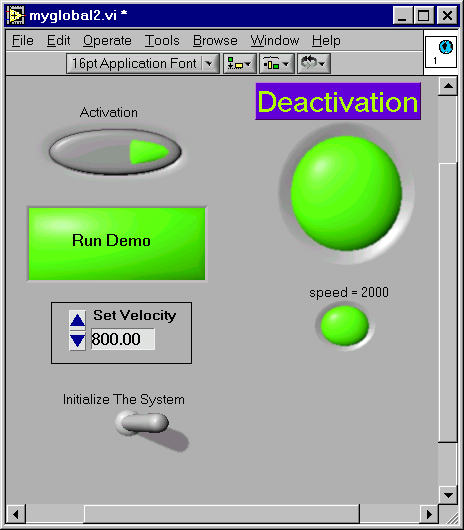 myglobal2.vi *
File Edit Operate Tools Browse Window Help
16pt Application Font
1
Activation
Deactivation
Run Demo
Set Velocity
800.00
speed = 2000
Initialize The System